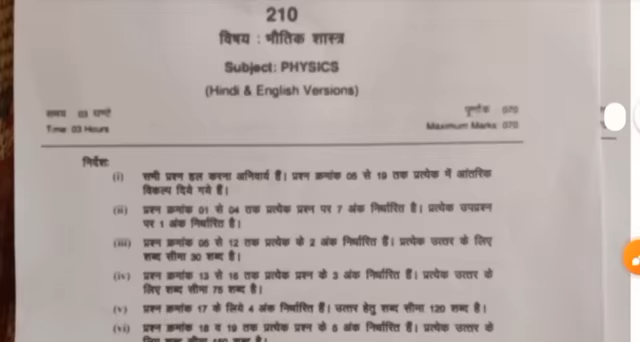 210
विषय : भौतिक शास्त्र
Subject: PHYSICS
(Hindi & English Versions)
समय 03 घण्टे
पूर्णांक 070
Time 03 Hours
Maximum Marks 070
निर्देशः
(i) सभी प्रश्न हल करना अनिवार्य हैं। प्रश्न क्रमांक 05 से 19 तक प्रत्येक में आंतरिक
विकल्प दिये गये हैं।
(ii) प्रश्न क्रमांक 01 से 04 तक प्रत्येक प्रश्न पर 7 अंक निर्धारित है। प्रत्येक उपप्रश्न
पर 1 अंक निर्धारित है।
(iii) प्रश्न क्रमांक 05 से 12 तक प्रत्येक के 2 अंक निर्धारित हैं। प्रत्येक उत्तर के लिए
शब्द सीमा 30 शब्द है।
(iv) प्रश्न क्रमांक 13 से 16 तक प्रत्येक प्रश्न के 3 अंक निर्धारित हैं। प्रत्येक उत्तर के
लिए शब्द सीमा 75 शब्द है।
(v) प्रश्न क्रमांक 17 के लिये 4 अंक निर्धारित हैं। उत्तर हेतु शब्द सीमा 120 शब्द है।
(vi) प्रश्न क्रमांक 18 व 19 तक प्रत्येक प्रश्न के 5 अंक निर्धारित हैं। प्रत्येक उत्तर के
लिए शब्द सीमा 150 शब्द है।